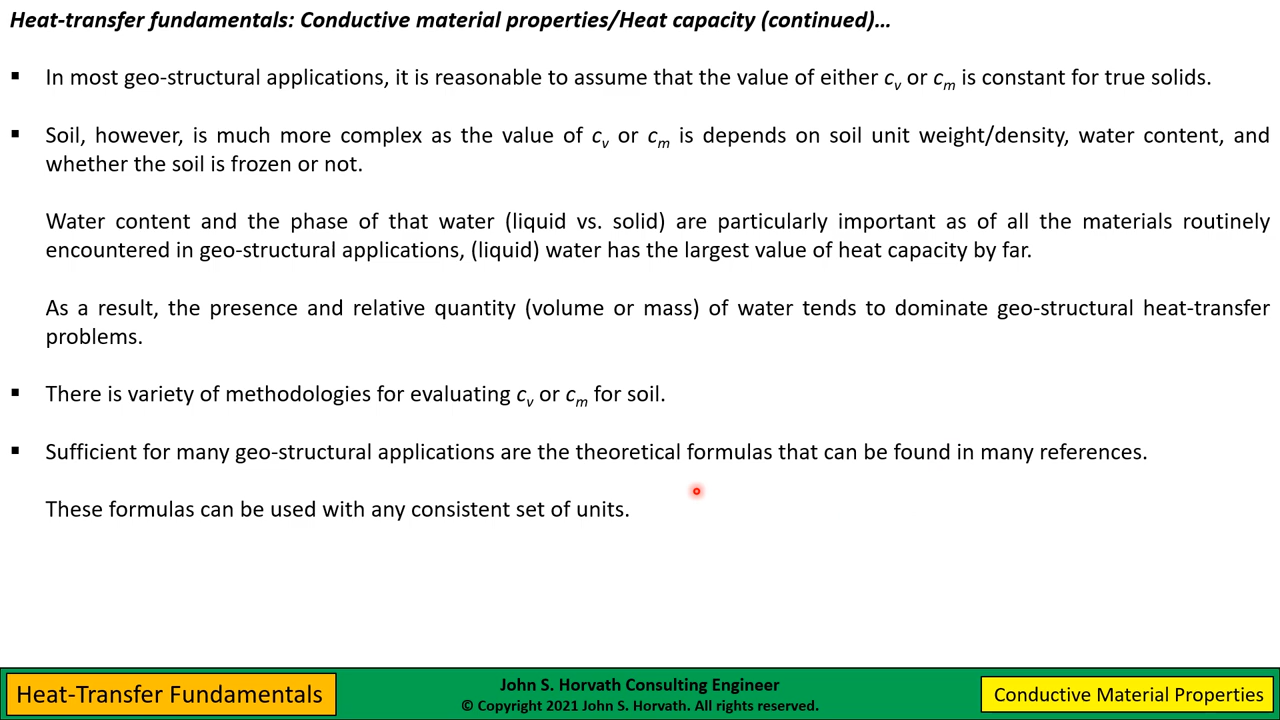 Heat-transfer fundamentals: Conductive material properties/Heat capacity (continued)…
▪ In most geo-structural applications, it is reasonable to assume that the value of either cv or cm is constant for true solids.
▪ Soil, however, is much more complex as the value of cv or cm is depends on soil unit weight/density, water content, and
whether the soil is frozen or not.
Water content and the phase of that water (liquid vs. solid) are particularly important as of all the materials routinely
encountered in geo-structural applications, (liquid) water has the largest value of heat capacity by far.
As a result, the presence and relative quantity (volume or mass) of water tends to dominate geo-structural heat-transfer
problems.
▪ There is variety of methodologies for evaluating cv or cm for soil.
▪ Sufficient for many geo-structural applications are the theoretical formulas that can be found in many references.
These formulas can be used with any consistent set of units.
Heat-Transfer Fundamentals
John S. Horvath Consulting Engineer
© Copyright 2021 John S. Horvath. All rights reserved.
Conductive Material Properties